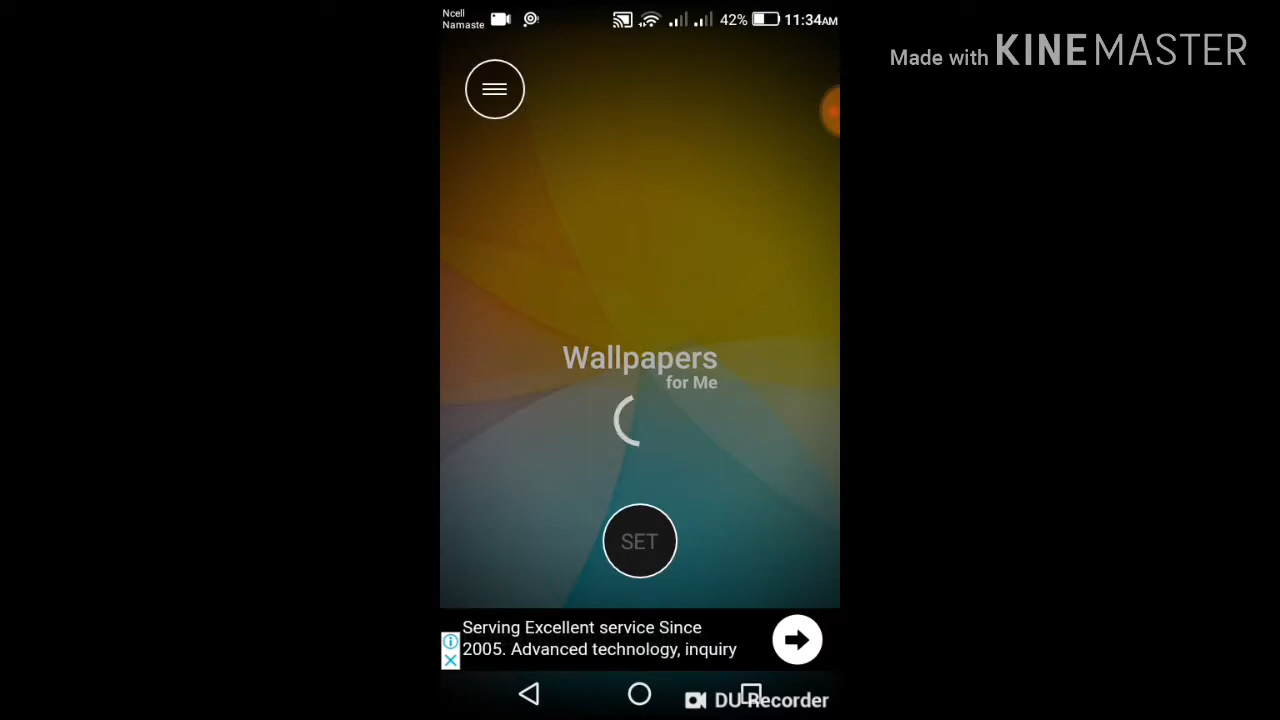 Ncell
Namaste
42% 11:34AM
Made with KINEMASTER
Wallpapers
for Me
SET
Serving Excellent service Since
2005. Advanced technology, inquiry
DU Recorder